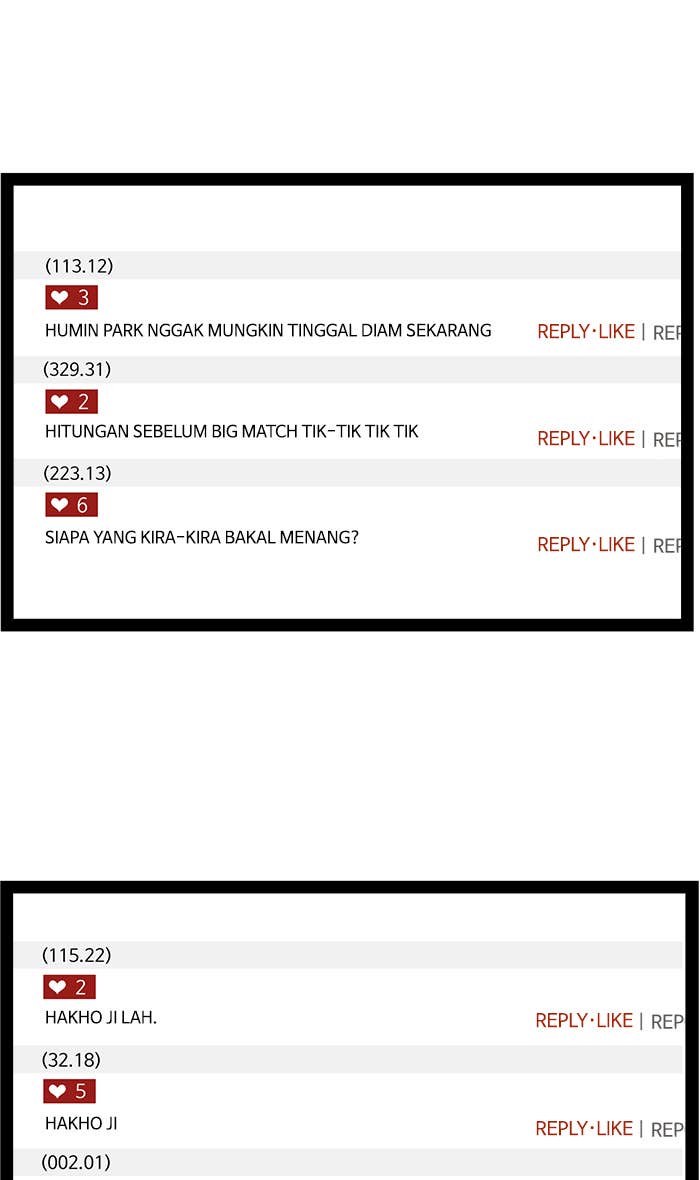 (113.12)
3
HUMIN PARK NGGAK MUNGKIN TINGGAL DIAM SEKARANG REPLY·LIKE | REP
(329.31)
2
HITUNGAN SEBELUM BIG MATCH TIK-TIK TIK TIK REPLY·LIKE | REP
(223.13)
6
SIAPA YANG KIRA-KIRA BAKAL MENANG? REPLY·LIKE | REP
(115.22)
2
HAKHO JI LAH. REPLY·LIKE | REP
(32.18)
5
HAKHO JI REPLY·LIKE | REP
(002.01)